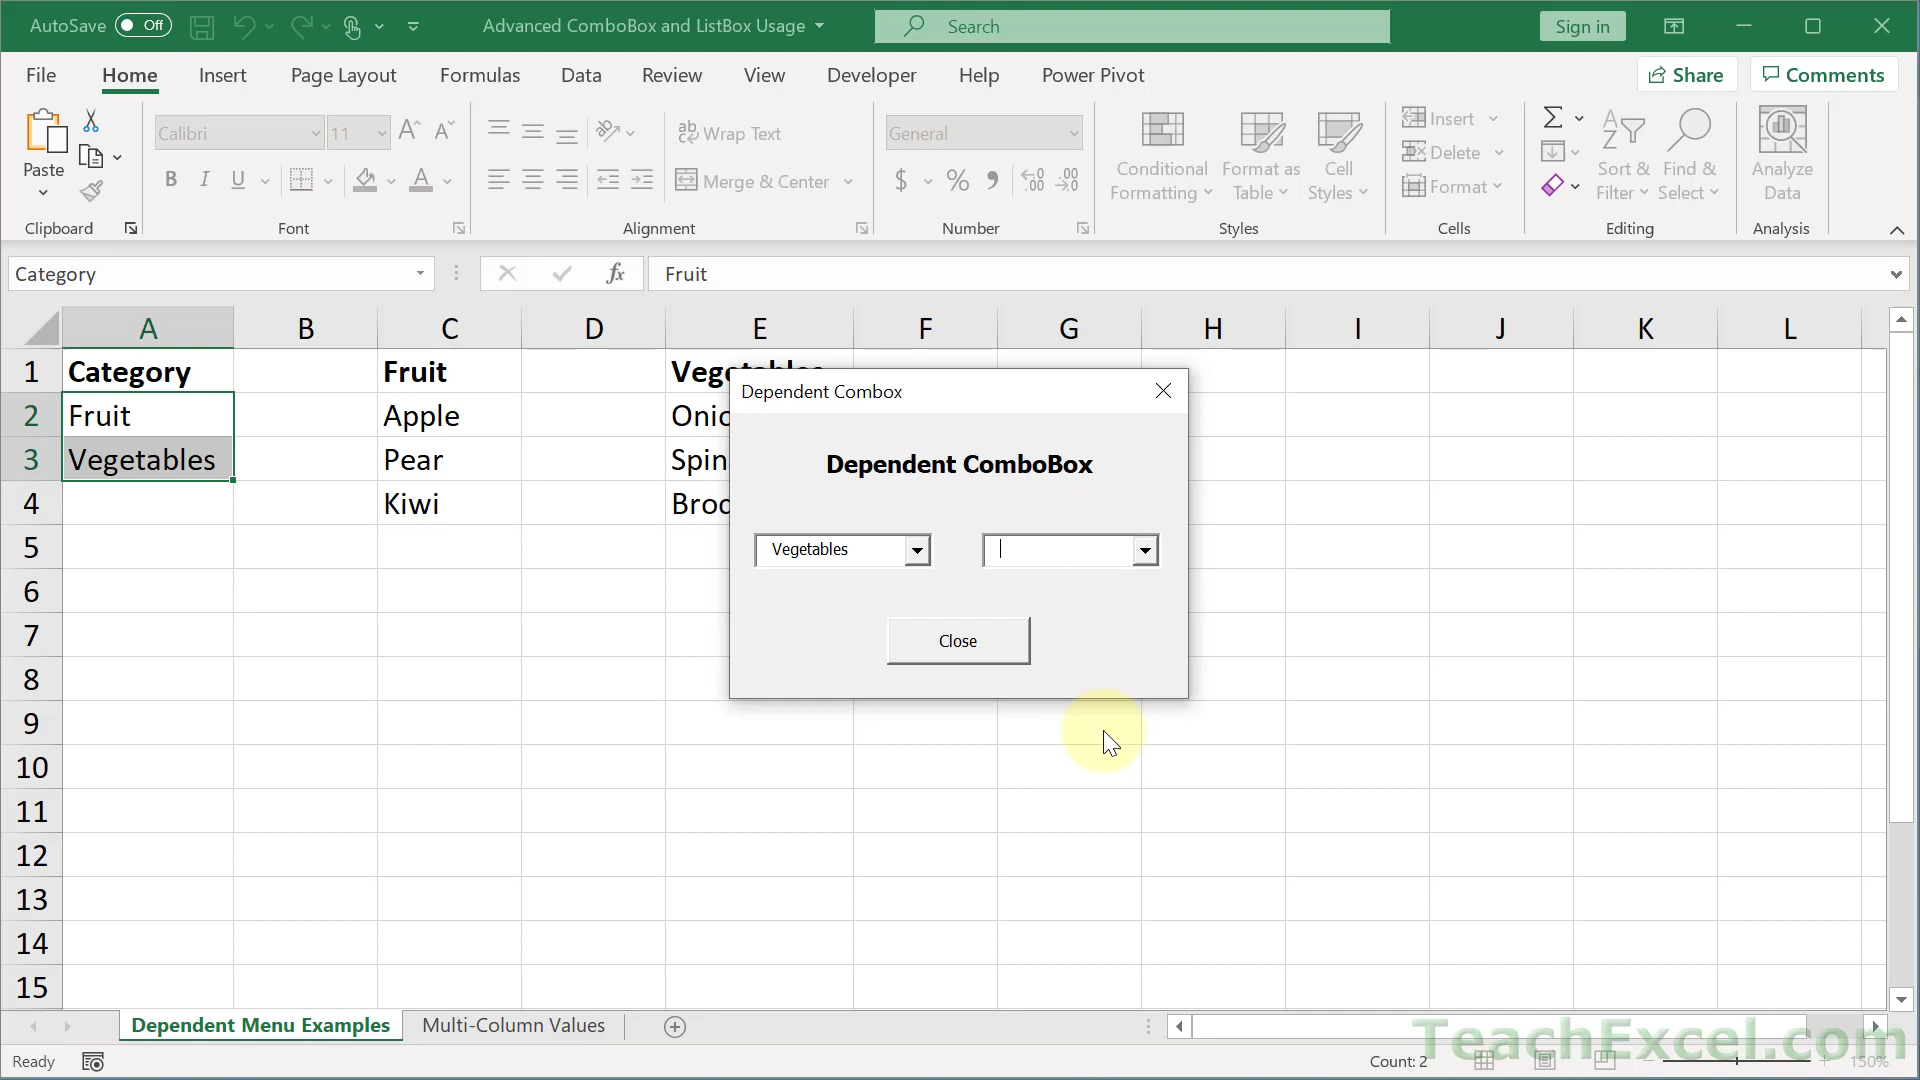 AutoSave Off
Advanced ComboBox and ListBox Usage
Search
Sign in
File Home Insert Page Layout Formulas Data Review View Developer Help Power Pivot
Share Comments
Paste
Clipboard
Calibri 11
B I U
Font
Wrap Text
Merge & Center
Alignment
General
$ %
Number
Conditional Formatting
Format as Table
Cell Styles
Styles
Insert
Delete
Format
Cells
Sort & Filter
Find & Select
Editing
Analyze Data
Analysis
Category fx Fruit
A B C D E F G H I J K L
1 Category Fruit
2 Fruit Apple
3 Vegetables Pear
4 Kiwi
5
6
7
8
9
10
11
12
13
14
15
Dependent Combox
Dependent ComboBox
Vegetables
Close
Dependent Menu Examples Multi-Column Values
Ready
Count: 2
150%
TeachExcel.com